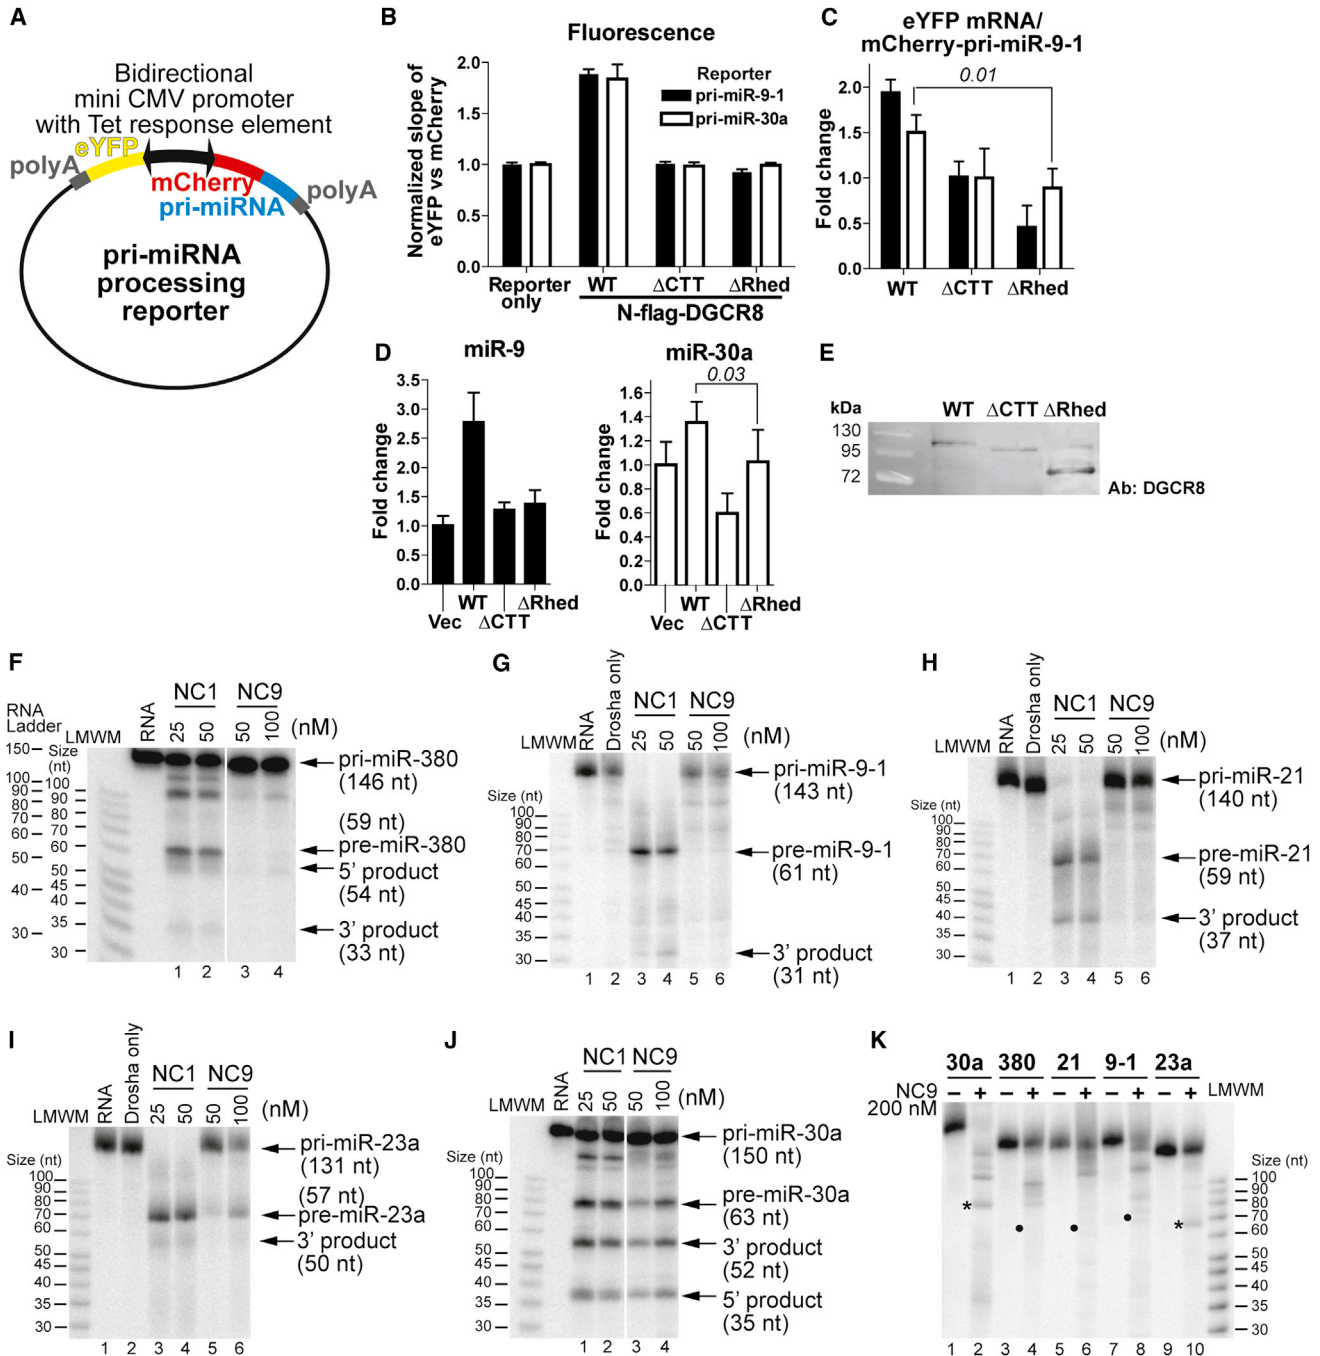 A
Bidirectional
mini CMV promoter
with Tet response element
eYFP
polyA
mCherry
pri-miRNA
polyA
pri-miRNA
processing
reporter
B
Fluorescence
Normalized slope of
eYFP vs mCherry
2.0
1.5
1.0
0.5
0.0
Reporter
pri-miR-9-1
pri-miR-30a
Reporter
only
WT ΔCTT ΔRhed
N-flag-DGCR8
C
eYFP mRNA/
mCherry-pri-miR-9-1
Fold change
2.0
1.5
1.0
0.5
0.0
0.01
WT ΔCTT ΔRhed
D
miR-9
Fold change
3.5
3.0
2.5
2.0
1.5
1.0
0.5
0.0
Vec WT ΔCTT ΔRhed
miR-30a
Fold change
1.6
1.4
1.2
1.0
0.8
0.6
0.4
0.2
0.0
0.03
Vec WT ΔCTT ΔRhed
E
kDa WT ΔCTT ΔRhed
130
95
72
Ab: DGCR8
F
RNA
Ladder
LMWM
Size
(nt)
RNA
NC1 NC9
25 50 50 100 (nM)
150
100
80
70
60
50
40
30
100
90
80
70
60
50
45
40
35
30
pri-miR-380
(146 nt)
(59 nt)
pre-miR-380
5’ product
(54 nt)
3’ product
(33 nt)
1 2 3 4
G
LMWM
RNA
Drosha only
NC1 NC9
25 50 50 100 (nM)
Size (nt)
100
90
80
70
60
50
45
40
35
30
pri-miR-9-1
(143 nt)
pre-miR-9-1
(61 nt)
3’ product
(31 nt)
1 2 3 4 5 6
H
LMWM
RNA
Drosha only
NC1 NC9
25 50 50 100 (nM)
Size (nt)
100
90
80
70
60
50
45
40
35
30
pri-miR-21
(140 nt)
pre-miR-21
(59 nt)
3’ product
(37 nt)
1 2 3 4 5 6
I
LMWM
RNA
Drosha only
NC1 NC9
25 50 50 100 (nM)
Size (nt)
100
90
80
70
60
50
45
40
35
30
pri-miR-23a
(131 nt)
(57 nt)
pre-miR-23a
3’ product
(50 nt)
1 2 3 4 5 6
J
LMWM
RNA
NC1 NC9
25 50 50 100 (nM)
Size (nt)
100
90
80
70
60
50
45
40
35
30
pri-miR-30a
(150 nt)
pre-miR-30a
(63 nt)
3’ product
(52 nt)
5’ product
(35 nt)
1 2 3 4
K
30a 380 21 9-1 23a
NC9 – + – + – + – + – + LMWM
200 nM
Size (nt)
100
90
80
70
60
50
45
40
35
30
*
*
1 2 3 4 5 6 7 8 9 10